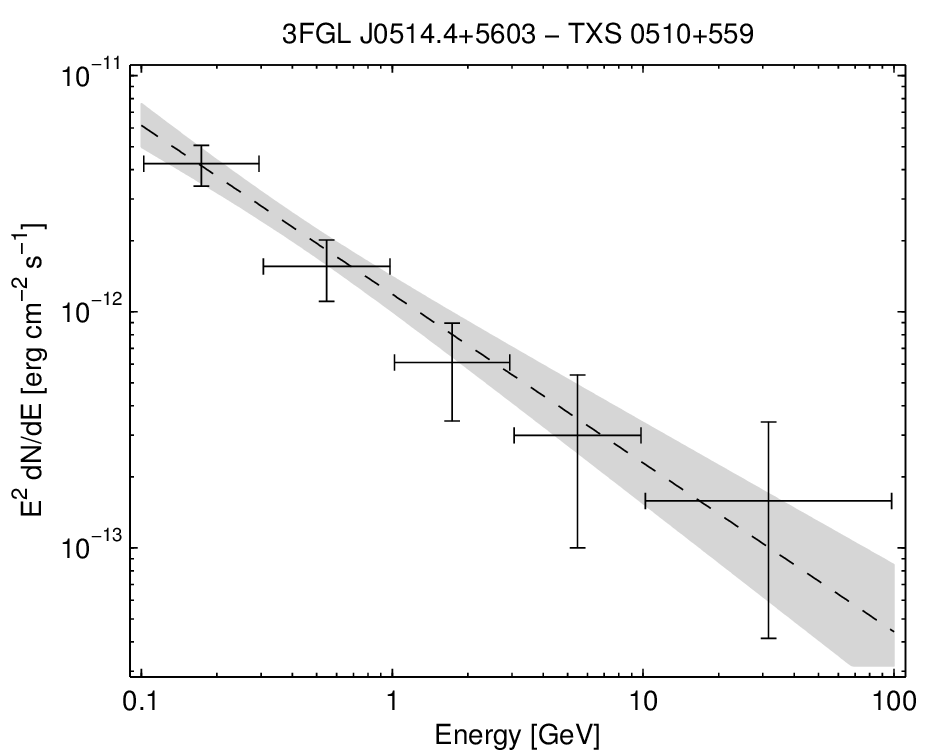 3FGL J0514.4+5603 − TXS 0510+559
10⁻¹¹
10⁻¹²
10⁻¹³
E² dN/dE [erg cm⁻² s⁻¹]
0.1 1 10 100
Energy [GeV]